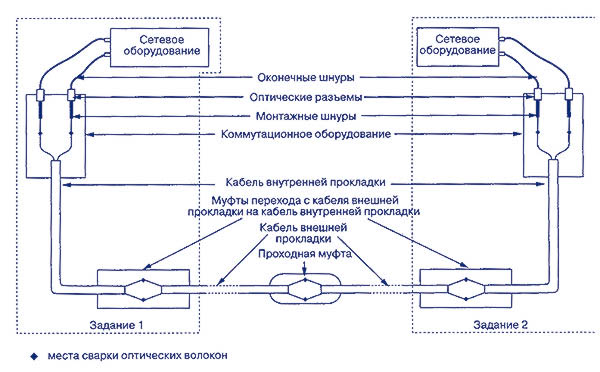 Сетевое
оборудование
Сетевое
оборудование
Оконечные шнуры
Оптические разъемы
Монтажные шнуры
Коммутационное оборудование
Кабель внутренней прокладки
Муфты перехода с кабеля внешней
прокладки на кабель внутренней прокладки
Кабель внешней
прокладки
Проходная муфта
Задание 1
Задание 2
места сварки оптических волокон